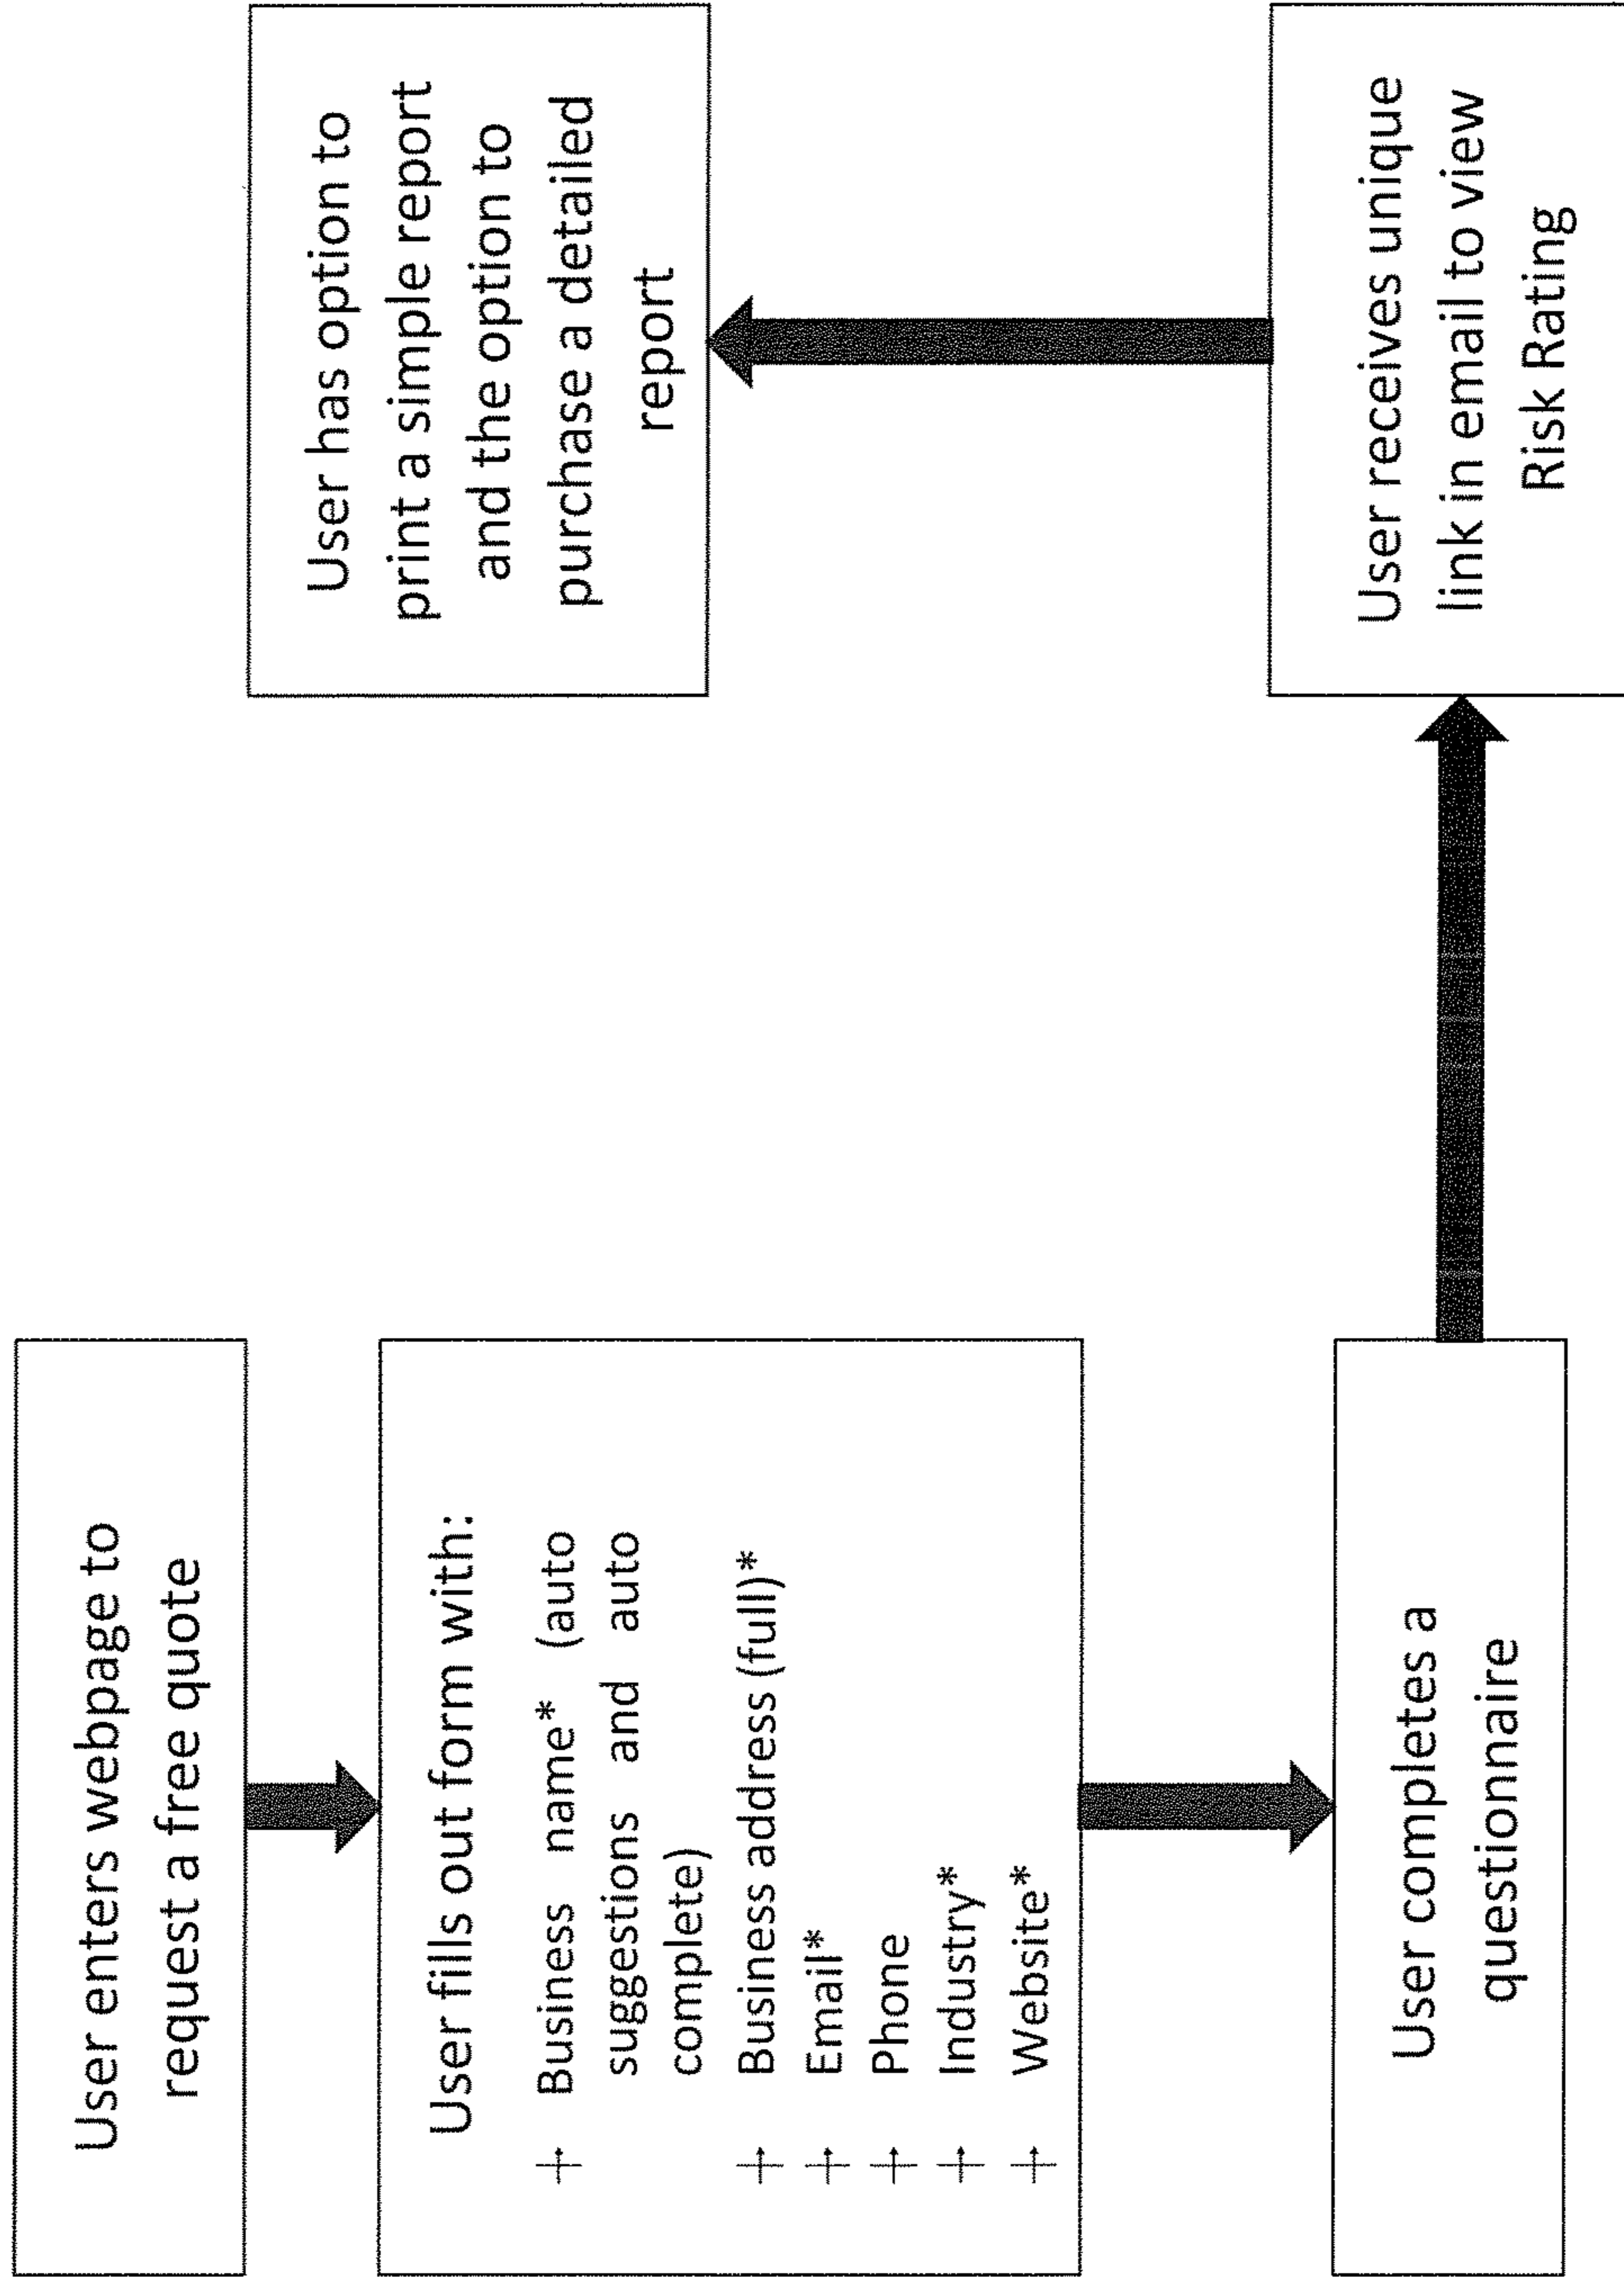 User enters webpage to
request a free quote
User fills out form with:
Business name* (auto
suggestions and auto
complete)
Business address (full)*
Email*
Phone
Industry*
Website*
User completes a
questionnaire
User receives unique
link in email to view
Risk Rating
User has option to
print a simple report
and the option to
purchase a detailed
report